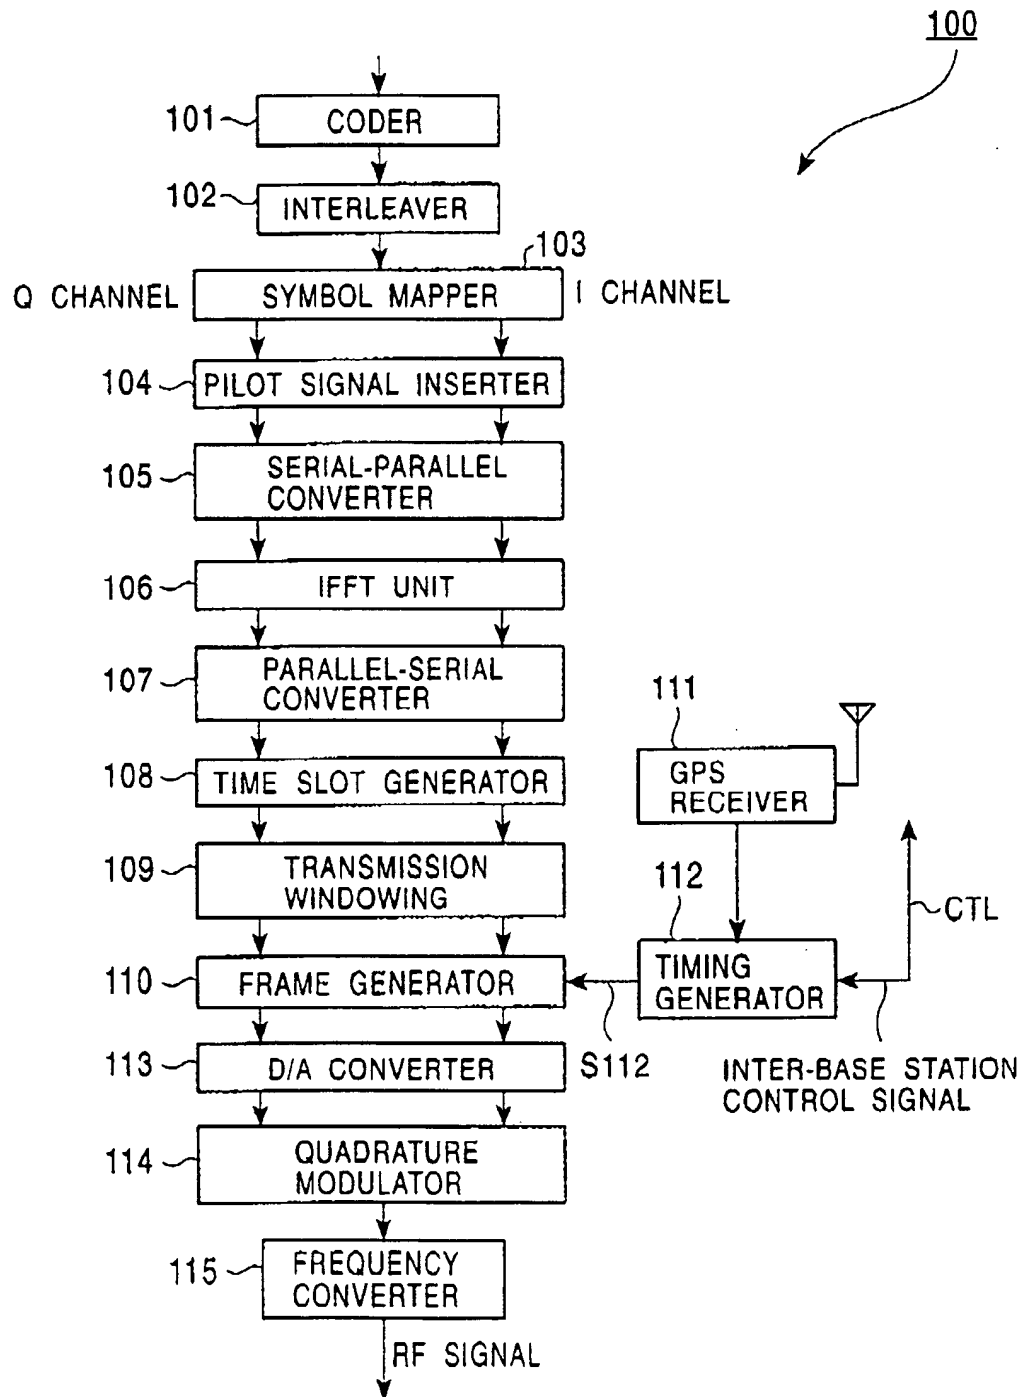 100
101
CODER
102
INTERLEAVER
103
Q CHANNEL
SYMBOL MAPPER
I CHANNEL
104
PILOT SIGNAL INSERTER
105
SERIAL-PARALLEL
CONVERTER
106
IFFT UNIT
107
PARALLEL-SERIAL
CONVERTER
108
TIME SLOT GENERATOR
109
TRANSMISSION
WINDOWING
110
FRAME GENERATOR
111
GPS
RECEIVER
112
TIMING
GENERATOR
CTL
S112
INTER-BASE STATION
CONTROL SIGNAL
113
D/A CONVERTER
114
QUADRATURE
MODULATOR
115
FREQUENCY
CONVERTER
RF SIGNAL